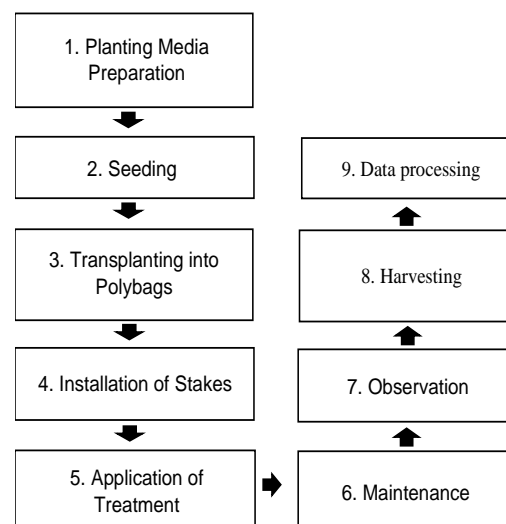 1. Planting Media
Preparation
2. Seeding
3. Transplanting into
Polybags
4. Installation of Stakes
5. Application of
Treatment
6. Maintenance
7. Observation
8. Harvesting
9. Data processing